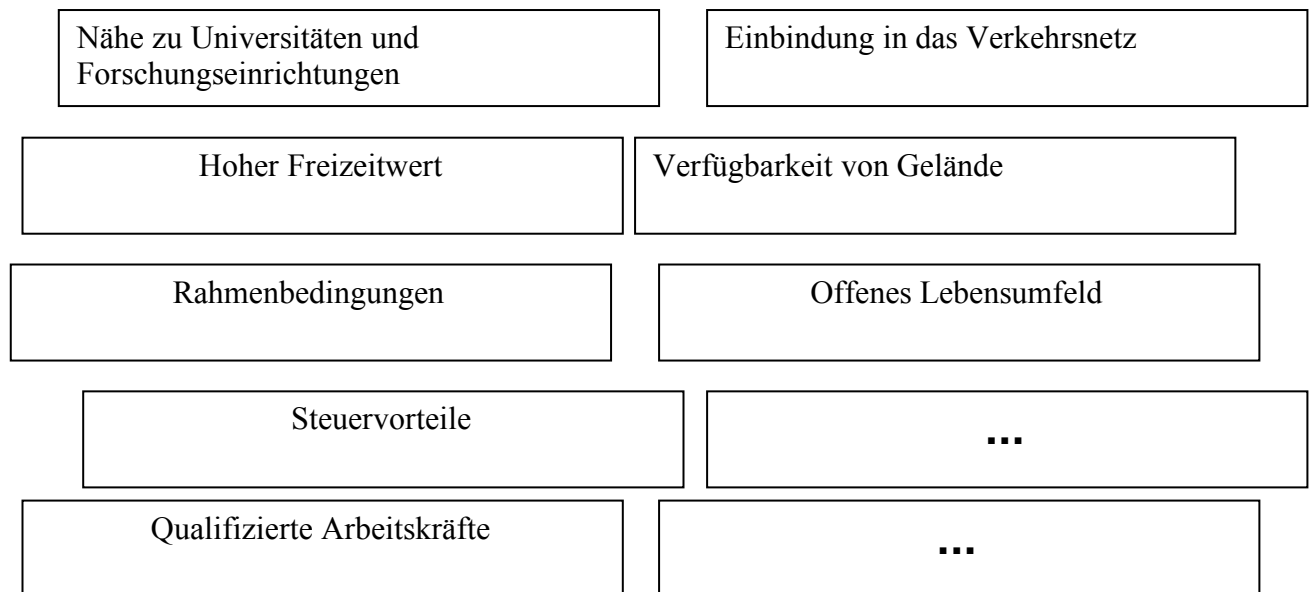 Nähe zu Universitäten und
Forschungseinrichtungen
Einbindung in das Verkehrsnetz
Hoher Freizeitwert
Verfügbarkeit von Gelände
Rahmenbedingungen
Offenes Lebensumfeld
Steuervorteile
...
Qualifizierte Arbeitskräfte
...